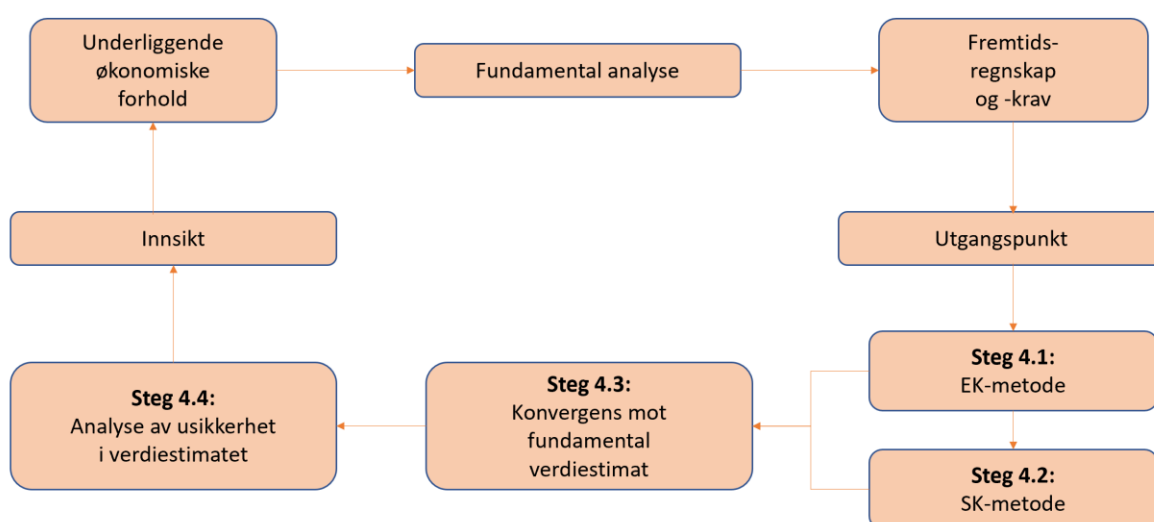 Underliggende
økonomiske
forhold
Fundamental analyse
Fremtids-
regnskap
og -krav
Innsikt
Utgangspunkt
Steg 4.1:
EK-metode
Steg 4.3:
Konvergens mot
fundamental
verdiestimat
Steg 4.4:
Analyse av usikkerhet
i verdiestimatet
Steg 4.2:
SK-metode